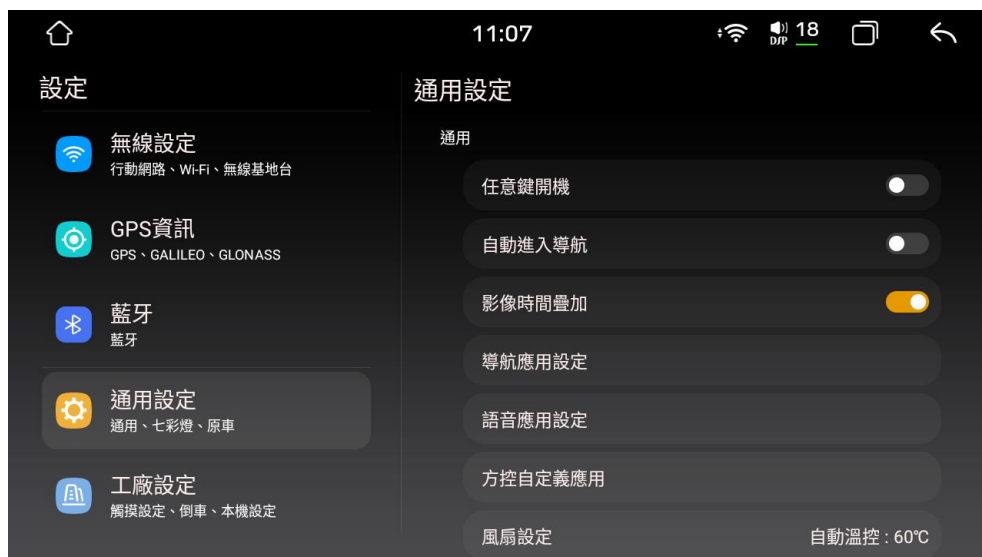 11:07
DSP 18
設定
無線設定
行動網路、Wi-Fi、無線基地台
GPS資訊
GPS、GALILEO、GLONASS
藍牙
藍牙
通用設定
通用、七彩燈、原車
工廠設定
觸摸設定、倒車、本機設定
通用設定
通用
任意鍵開機
自動進入導航
影像時間疊加
導航應用設定
語音應用設定
方控自定義應用
風扇設定 自動溫控 : 60℃